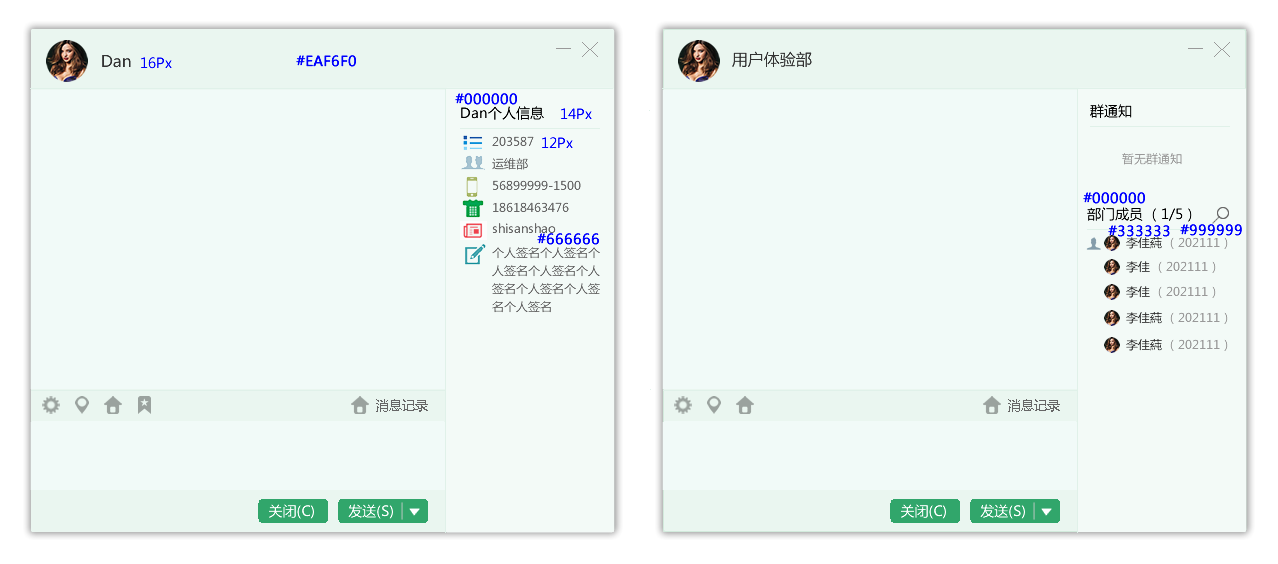 Dan 16Px #EAF6F0
#000000
Dan个人信息 14Px
203587 12Px
运维部
56899999-1500
18618463476
shisanshao
#666666
个人签名个人签名个
人签名个人签名个人
签名个人签名个人签
名个人签名
消息记录
关闭(C) 发送(S)
用户体验部
群通知
暂无群通知
#000000
部门成员（1/5）
#333333 #999999
李佳莼（202111）
李佳（202111）
李佳（202111）
李佳莼（202111）
李佳莼（202111）
消息记录
关闭(C) 发送(S)